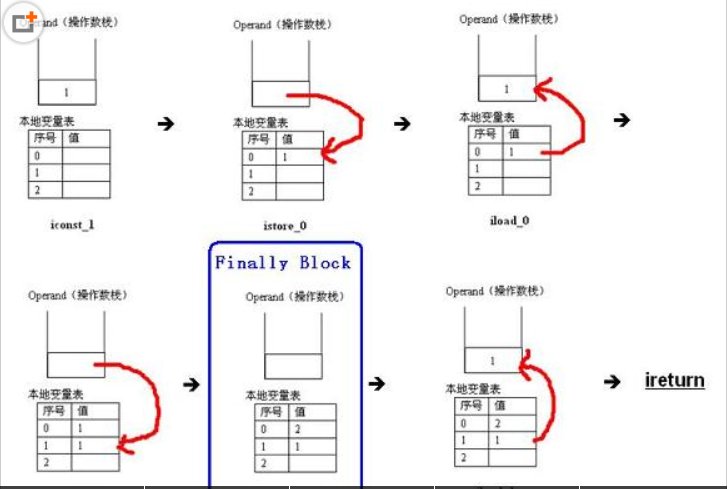 Operand（操作数栈）
1
本地变量表
序号 值
0
1
2
iconst_1
Operand（操作数栈）
本地变量表
序号 值
0 1
1
2
istore_0
Operand（操作数栈）
1
本地变量表
序号 值
0 1
1
2
iload_0
Operand（操作数栈）
本地变量表
序号 值
0 1
1 1
2
Finally Block
Operand（操作数栈）
本地变量表
序号 值
0 2
1 1
2
Operand（操作数栈）
1
本地变量表
序号 值
0 2
1 1
2
ireturn